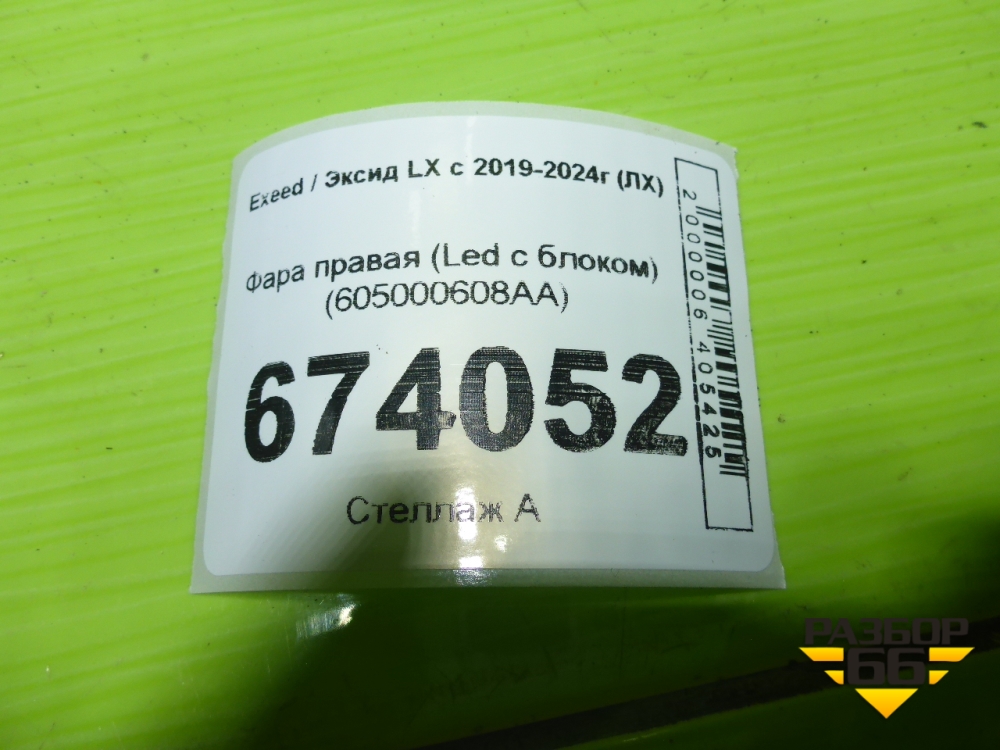 Exeed / Эксид LX с 2019-2024г (ЛХ)
Фара правая (Led с блоком)
(605000608AA)
674052
Стеллаж А
2000006405425
РАЗБОР
66